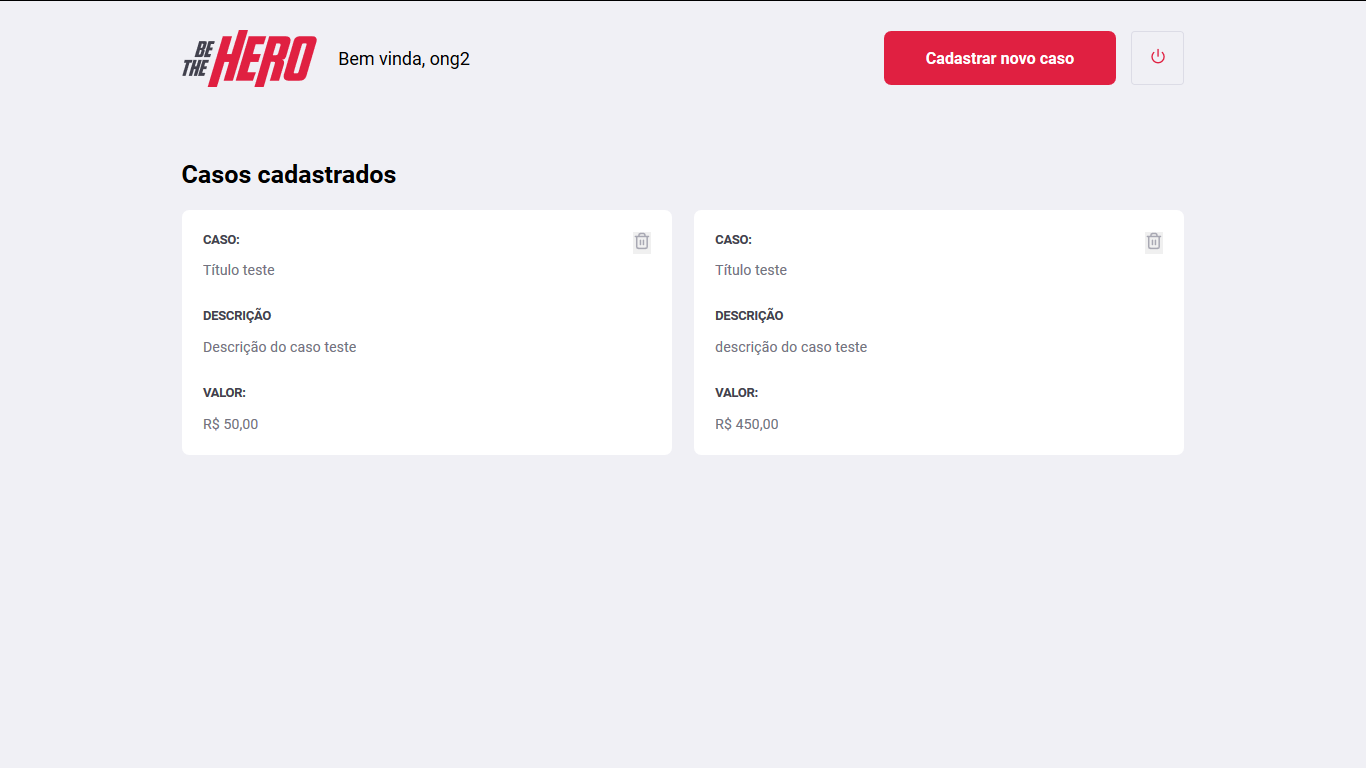 BE
THE
HERO
Bem vinda, ong2
Cadastrar novo caso
Casos cadastrados
CASO:
Título teste
DESCRIÇÃO
Descrição do caso teste
VALOR:
R$ 50,00
CASO:
Título teste
DESCRIÇÃO
descrição do caso teste
VALOR:
R$ 450,00